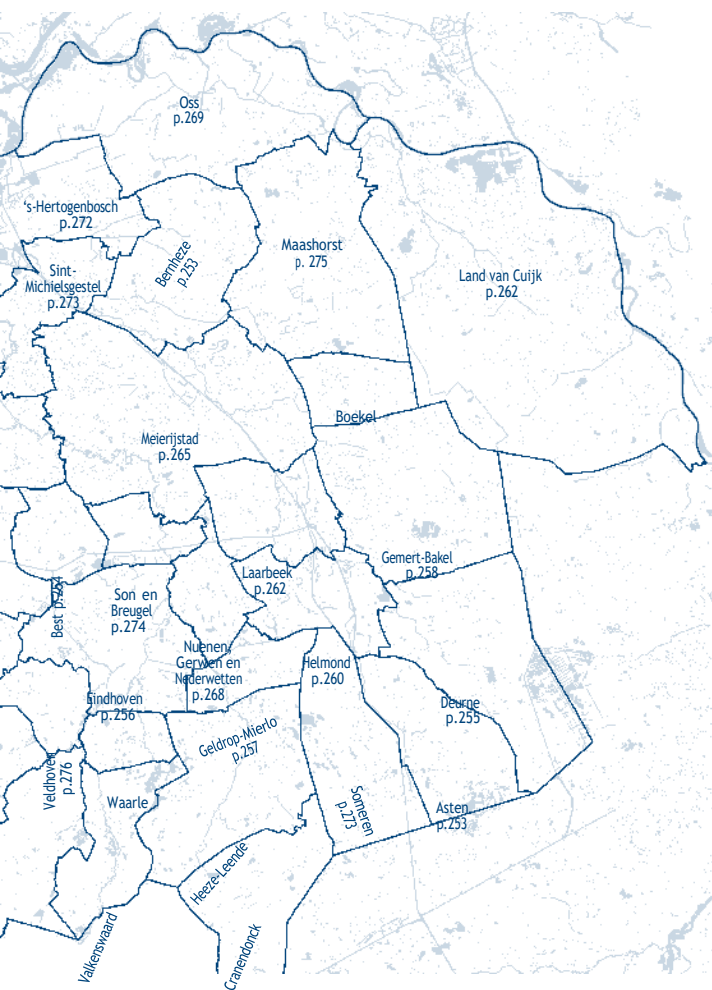 Oss
p.269
's-Hertogenbosch
p.272
Bernheze
p.253
Maashorst
p. 275
Sint-
Michielsgestel
p.273
Land van Cuijk
p.262
Boekel
Meierijstad
p.265
Gemert-Bakel
p.258
Laarbeek
p.262
Best p.254
Son en
Breugel
p.274
Nuenen,
Gerwen en
Nederwetten
p.268
Helmond
p.260
Eindhoven
p.256
Deurne
p.255
Geldrop-Mierlo
p.257
Veldhoven
p.276
Waarle
Someren
p.273
Asten
p.253
Heeze-Leende
Valkenswaard
Cranendonck